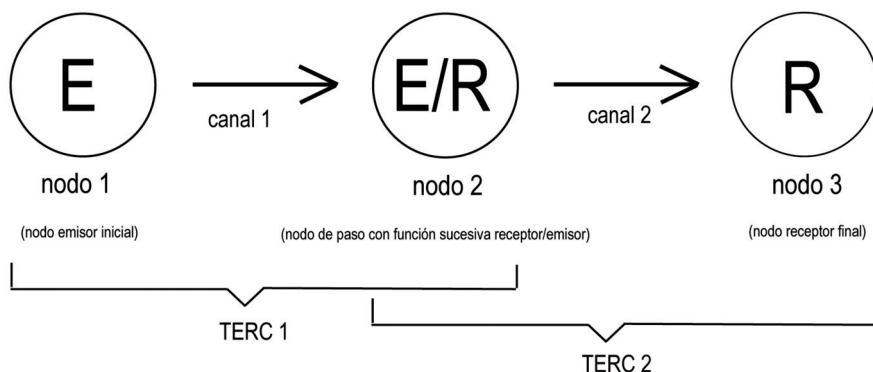 E
E/R
R
canal 1
canal 2
nodo 1
nodo 2
nodo 3
(nodo emisor inicial)
(nodo de paso con función sucesiva receptor/emisor)
(nodo receptor final)
TERC 1
TERC 2